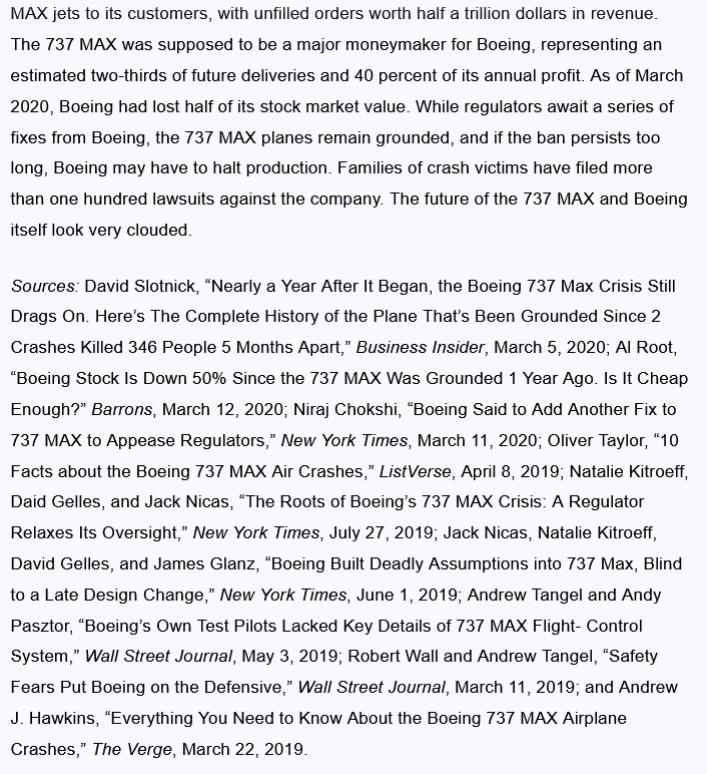 MAX jets to its customers, with unfilled orders worth half a trillion dollars in revenue.
The 737 MAX was supposed to be a major moneymaker for Boeing, representing an
estimated two-thirds of future deliveries and 40 percent of its annual profit. As of March
2020, Boeing had lost half of its stock market value. While regulators await a series of
fixes from Boeing, the 737 MAX planes remain grounded, and if the ban persists too
long, Boeing may have to halt production. Families of crash victims have filed more
than one hundred lawsuits against the company. The future of the 737 MAX and Boeing
itself look very clouded.
Sources: David Slotnick, “Nearly a Year After It Began, the Boeing 737 Max Crisis Still
Drags On. Here’s The Complete History of the Plane That’s Been Grounded Since 2
Crashes Killed 346 People 5 Months Apart,” Business Insider, March 5, 2020; Al Root,
“Boeing Stock Is Down 50% Since the 737 MAX Was Grounded 1 Year Ago. Is It Cheap
Enough?” Barrons, March 12, 2020; Niraj Chokshi, “Boeing Said to Add Another Fix to
737 MAX to Appease Regulators,” New York Times, March 11, 2020; Oliver Taylor, “10
Facts about the Boeing 737 MAX Air Crashes,” ListVerse, April 8, 2019; Natalie Kitroeff,
Daid Gelles, and Jack Nicas, “The Roots of Boeing’s 737 MAX Crisis: A Regulator
Relaxes Its Oversight,” New York Times, July 27, 2019; Jack Nicas, Natalie Kitroeff,
David Gelles, and James Glanz, “Boeing Built Deadly Assumptions into 737 Max, Blind
to a Late Design Change,” New York Times, June 1, 2019; Andrew Tangel and Andy
Pasztor, “Boeing’s Own Test Pilots Lacked Key Details of 737 MAX Flight- Control
System,” Wall Street Journal, May 3, 2019; Robert Wall and Andrew Tangel, “Safety
Fears Put Boeing on the Defensive,” Wall Street Journal, March 11, 2019; and Andrew
J. Hawkins, “Everything You Need to Know About the Boeing 737 MAX Airplane
Crashes,” The Verge, March 22, 2019.